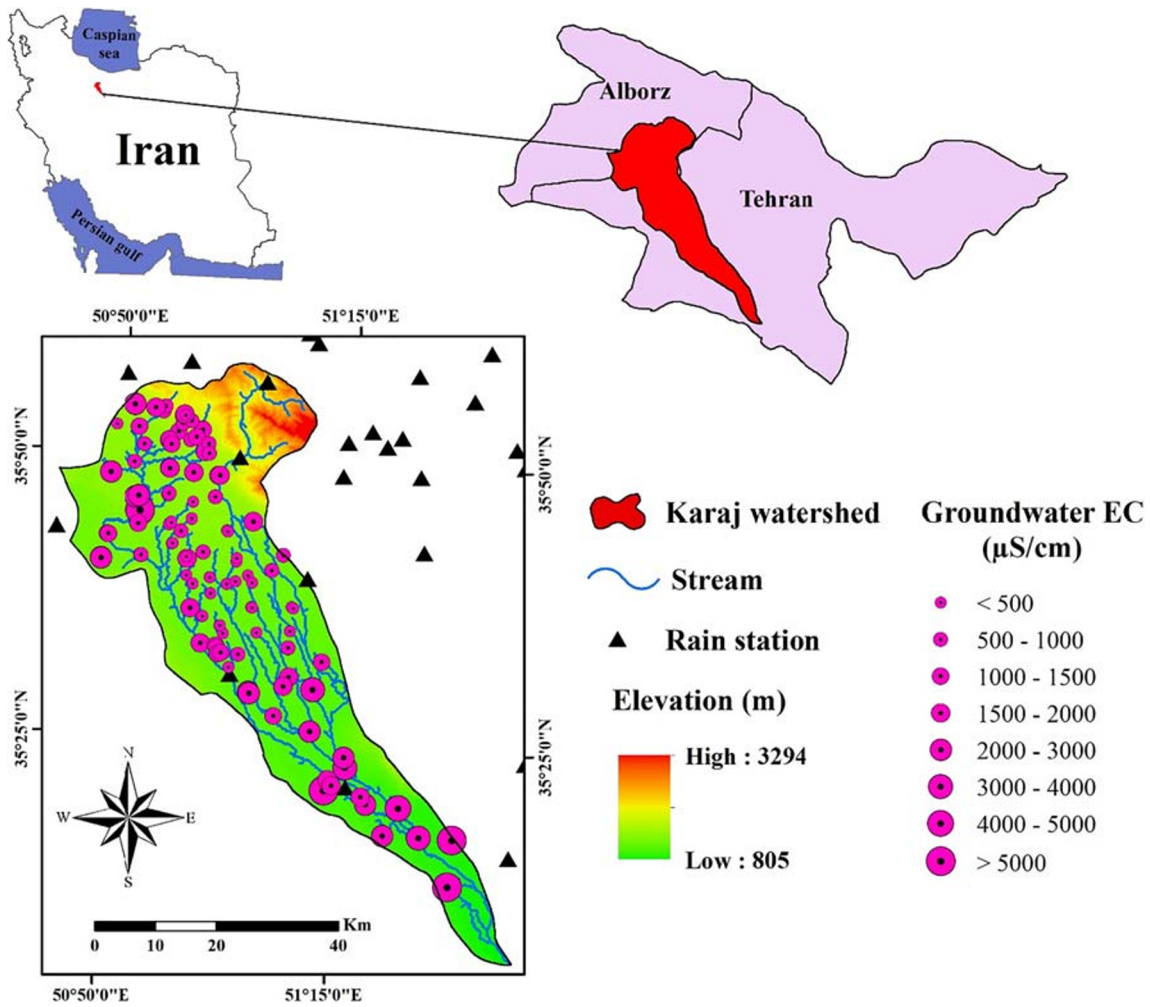 Caspian
sea
Iran
Persian gulf
Alborz
Tehran
50°50'0"E
51°15'0"E
35°50'0"N
35°50'0"N
35°25'0"N
35°25'0"N
N
W
E
S
Km
0
10
20
40
50°50'0"E
51°15'0"E
Karaj watershed
Stream
Rain station
Elevation (m)
High : 3294
Low : 805
Groundwater EC
(µS/cm)
< 500
500 - 1000
1000 - 1500
1500 - 2000
2000 - 3000
3000 - 4000
4000 - 5000
> 5000